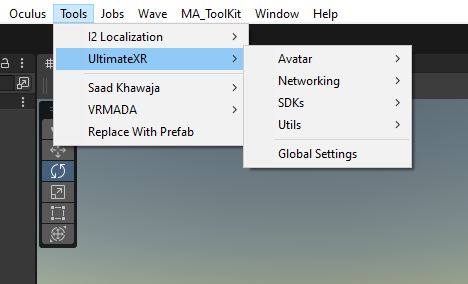 Oculus Tools Jobs Wave MA_ToolKit Window Help
I2 Localization
UltimateXR
Saad Khawaja
VRMADA
Replace With Prefab
Avatar
Networking
SDKs
Utils
Global Settings